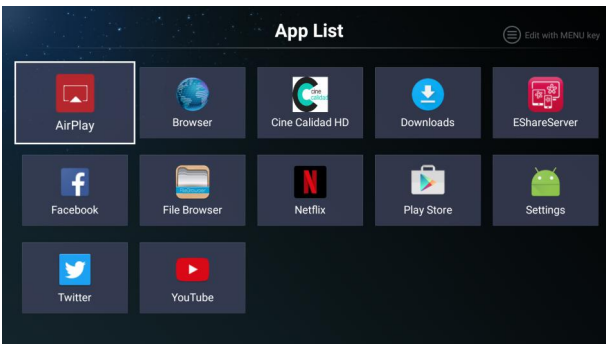 App List
Edit with MENU key
AirPlay
Browser
Cine Calidad HD
Downloads
EShareServer
Facebook
File Browser
Netflix
Play Store
Settings
Twitter
YouTube